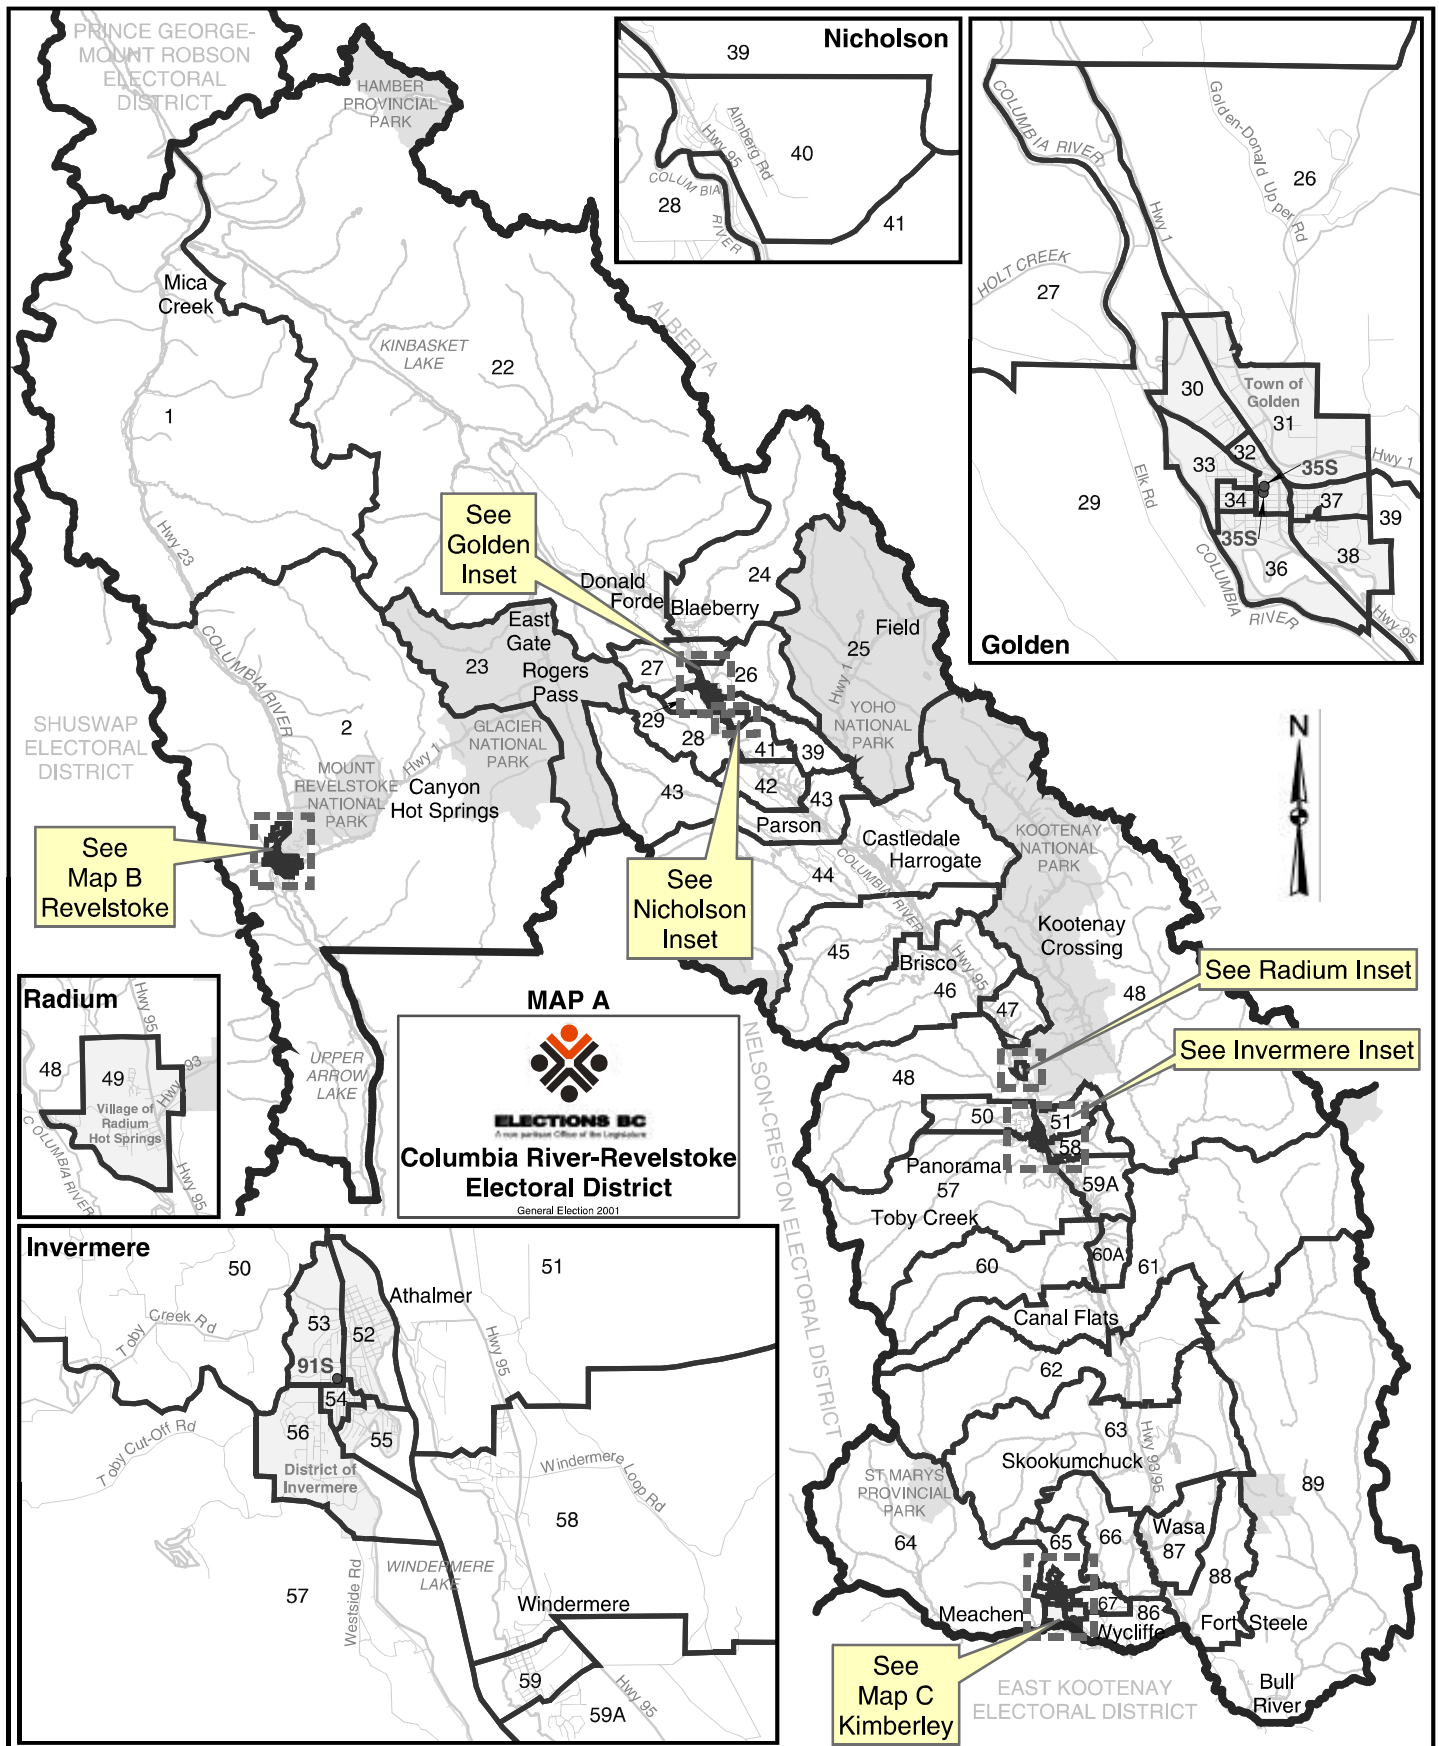 PRINCE GEORGE-
MOUNT ROBSON
ELECTORAL
DISTRICT
HAMBER
PROVINCIAL
PARK
Mica
Creek
KINBASKET
LAKE
22
1
ALBERTA
Hwy 23
See
Golden
Inset
Donald
Forde
Blaeberry
24
East
Gate
23
Rogers
Pass
27
26
25
Field
Hwy 1
YOHO
NATIONAL
PARK
COLUMBIA RIVER
SHUSWAP
ELECTORAL
DISTRICT
2
MOUNT
REVELSTOKE
NATIONAL
PARK
Hwy 1
GLACIER
NATIONAL
PARK
Canyon
Hot Springs
29
28
41
39
42
43
43
Parson
See
Map B
Revelstoke
See
Nicholson
Inset
Castledale
Harrogate
KOOTENAY
NATIONAL
PARK
ALBERTA
44
COLUMBIA RIVER
45
Brisco
Hwy 95
46
47
Kootenay
Crossing
48
See Radium Inset
See Invermere Inset
UPPER
ARROW
LAKE
NELSON-CRESTON ELECTORAL DISTRICT
48
50
51
58
Panorama
57
59A
Toby Creek
60
60A
61
Canal Flats
62
63
Skookumchuck
Hwy 93/95
ST MARYS
PROVINCIAL
PARK
64
65
66
Wasa
87
88
89
67
86
Meachen
Wycliffe
Fort Steele
Bull
River
See
Map C
Kimberley
EAST KOOTENAY
ELECTORAL DISTRICT
N
MAP A
ELECTIONS BC
A non partisan Office of the Legislature
Columbia River-Revelstoke
Electoral District
General Election 2001
Nicholson
39
Hwy 95
Almberg Rd
40
COLUMBIA
RIVER
28
41
Golden
COLUMBIA RIVER
Golden-Donald Upper Rd
26
Hwy 1
HOLT CREEK
27
30
Town of
Golden
31
32
33
35S
Hwy 1
34
37
39
35S
38
36
29
Elk Rd
COLUMBIA
RIVER
Hwy 95
Radium
Hwy 95
48
49
Hwy 93
Village of
Radium
Hot Springs
COLUMBIA RIVER
Hwy 95
Invermere
50
51
Athalmer
Toby Creek Rd
53
52
Hwy 95
91S
54
56
55
Toby Cut-Off Rd
District of
Invermere
Windermere Loop Rd
58
57
Westside Rd
WINDERMERE
LAKE
Windermere
59
59A
Hwy 95